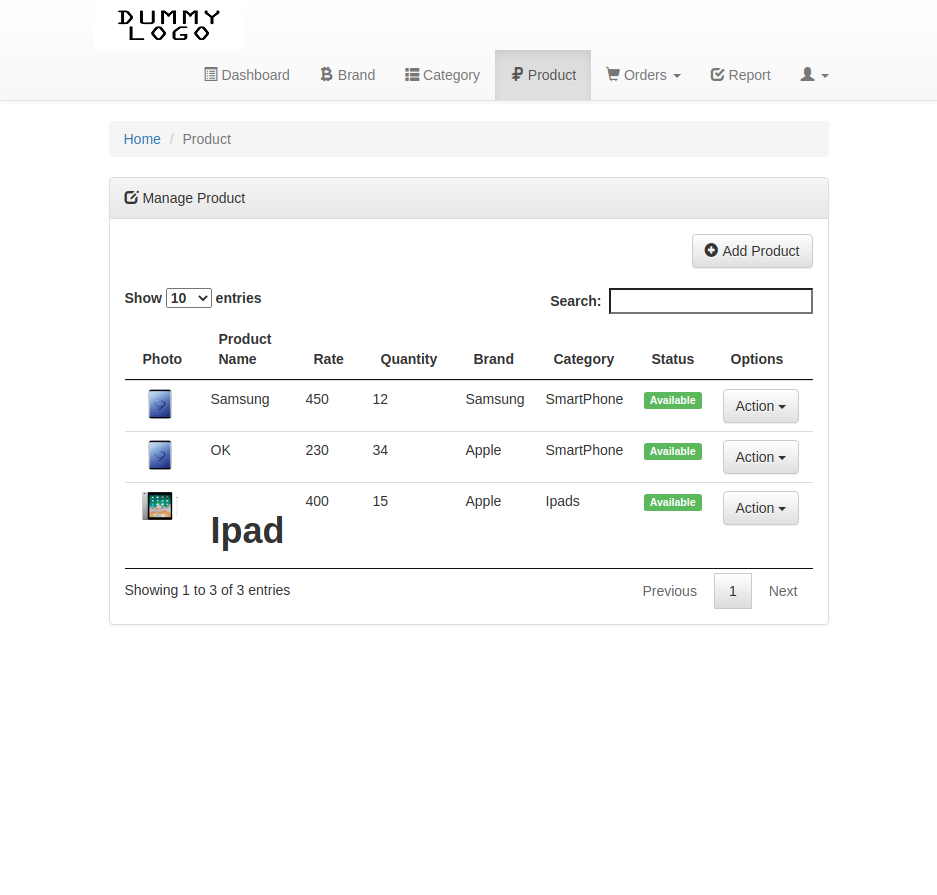 DUMMY
LOGO
Dashboard Brand Category Product Orders Report
Home / Product
Manage Product
Add Product
Show 10 entries Search:
Photo Product Name Rate Quantity Brand Category Status Options
Samsung 450 12 Samsung SmartPhone Available Action
OK 230 34 Apple SmartPhone Available Action
Ipad 400 15 Apple Ipads Available Action
Showing 1 to 3 of 3 entries Previous 1 Next